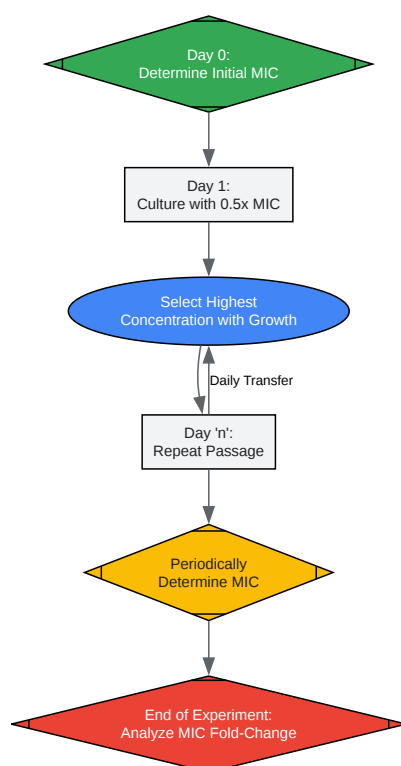 Day 0:
Determine Initial MIC
Day 1:
Culture with 0.5x MIC
Select Highest
Concentration with Growth
Daily Transfer
Day 'n':
Repeat Passage
Periodically
Determine MIC
End of Experiment:
Analyze MIC Fold-Change